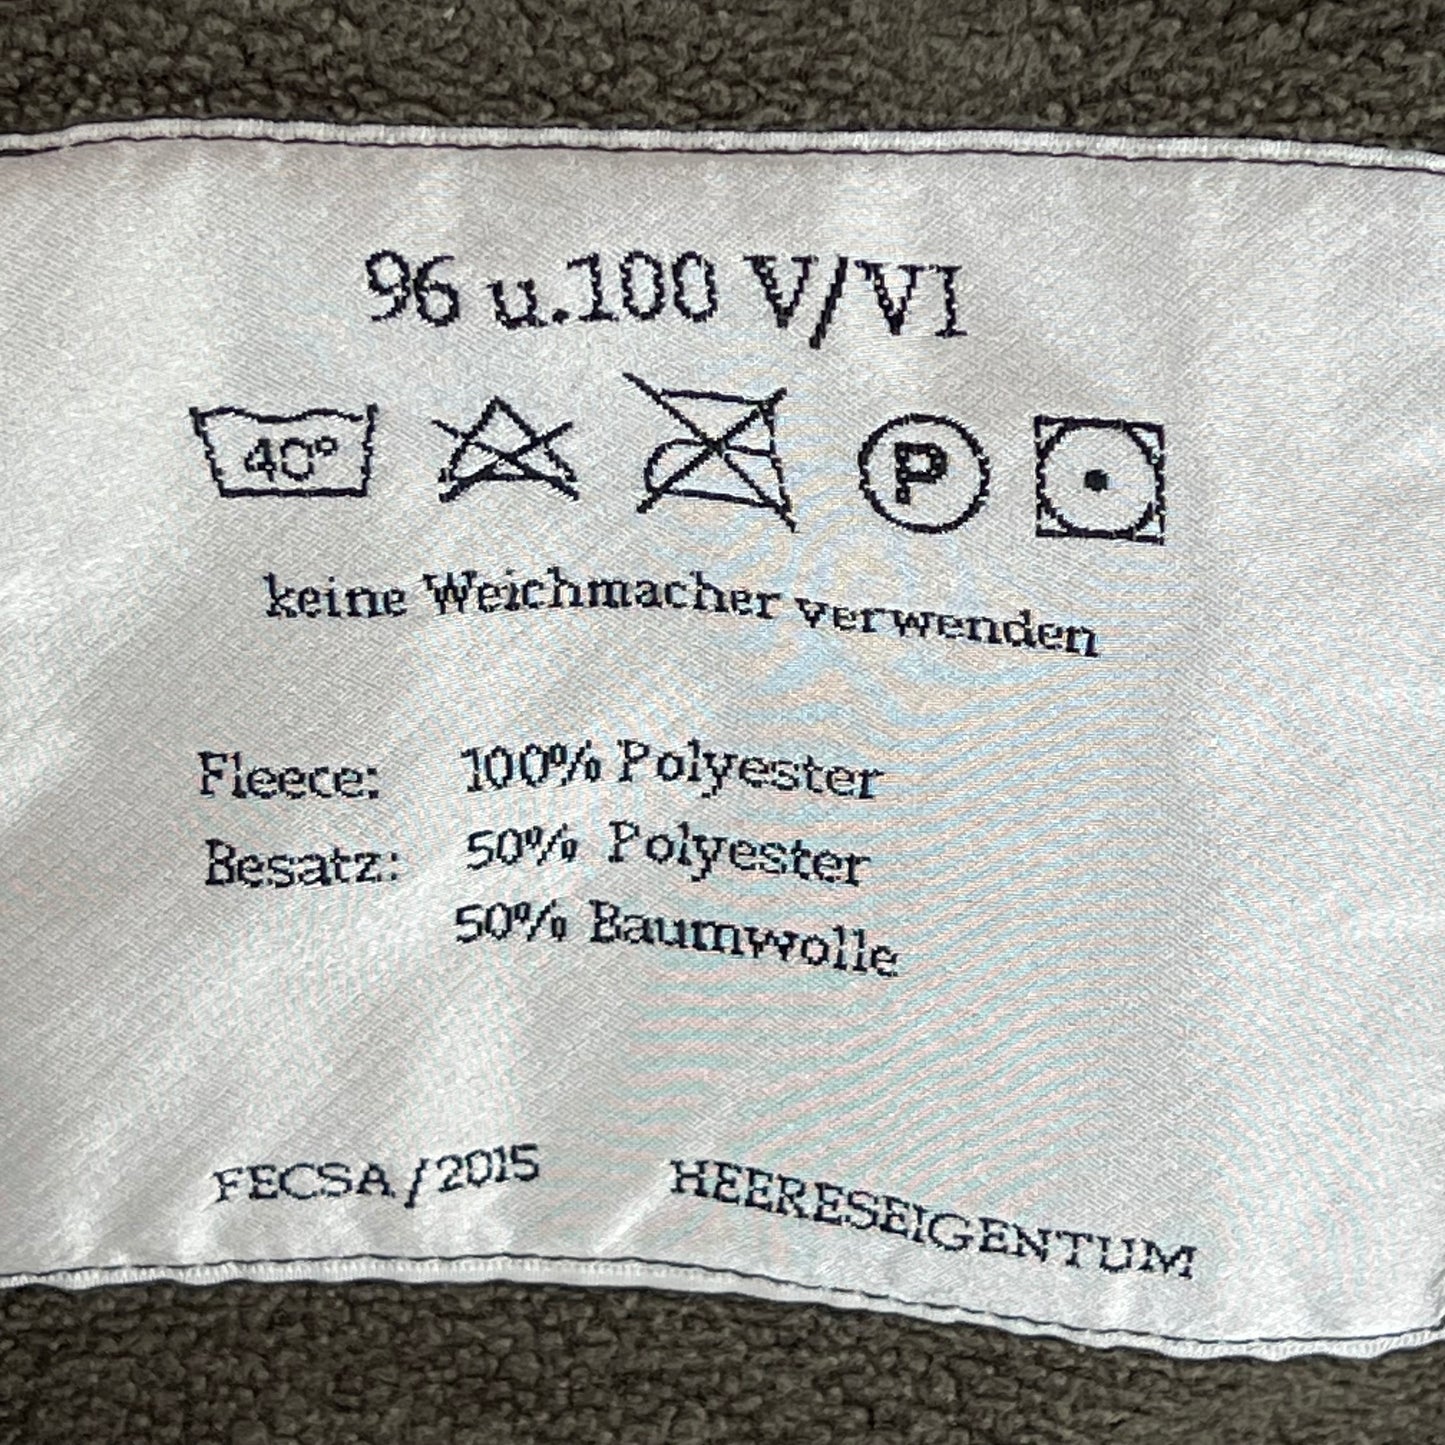 96 u.100 V/VI
40°
P
keine Weichmacher verwenden
Fleece: 100% Polyester
Besatz: 50% Polyester
50% Baumwolle
FECSA/2015 HEERESEIGENTUM